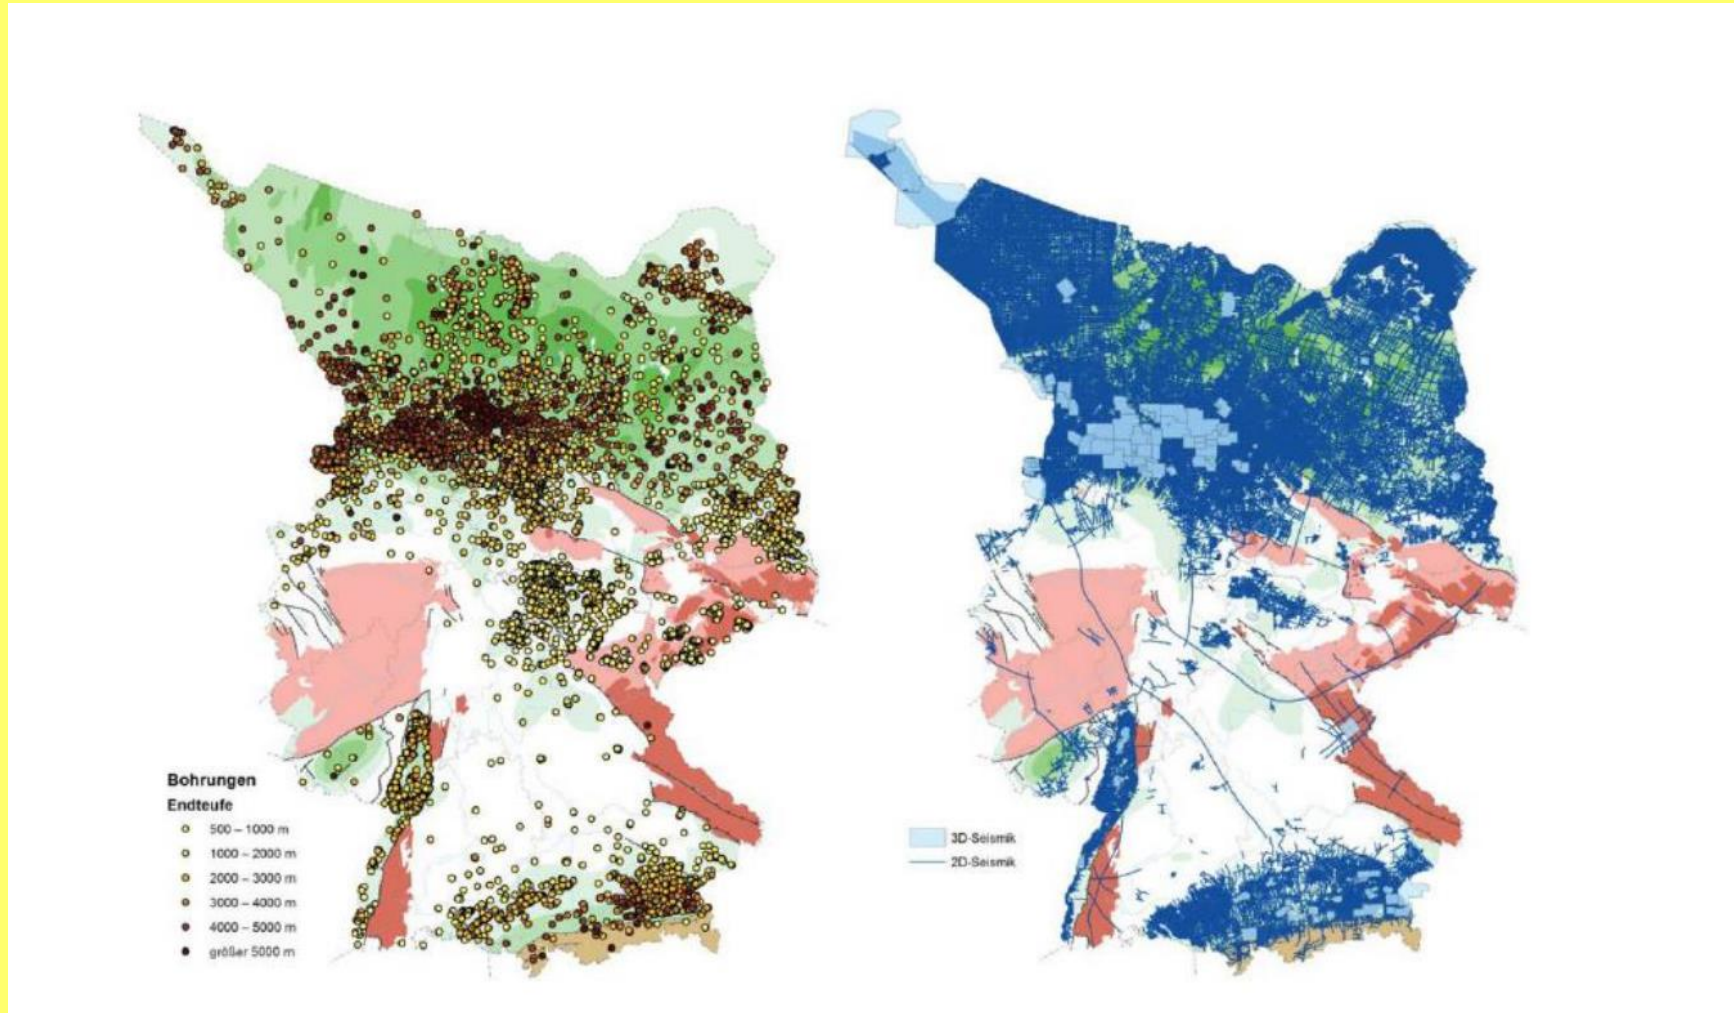 Bohrungen
Endteufe
500 – 1000 m
1000 – 2000 m
2000 – 3000 m
3000 – 4000 m
4000 – 5000 m
größer 5000 m
3D-Seismik
2D-Seismik